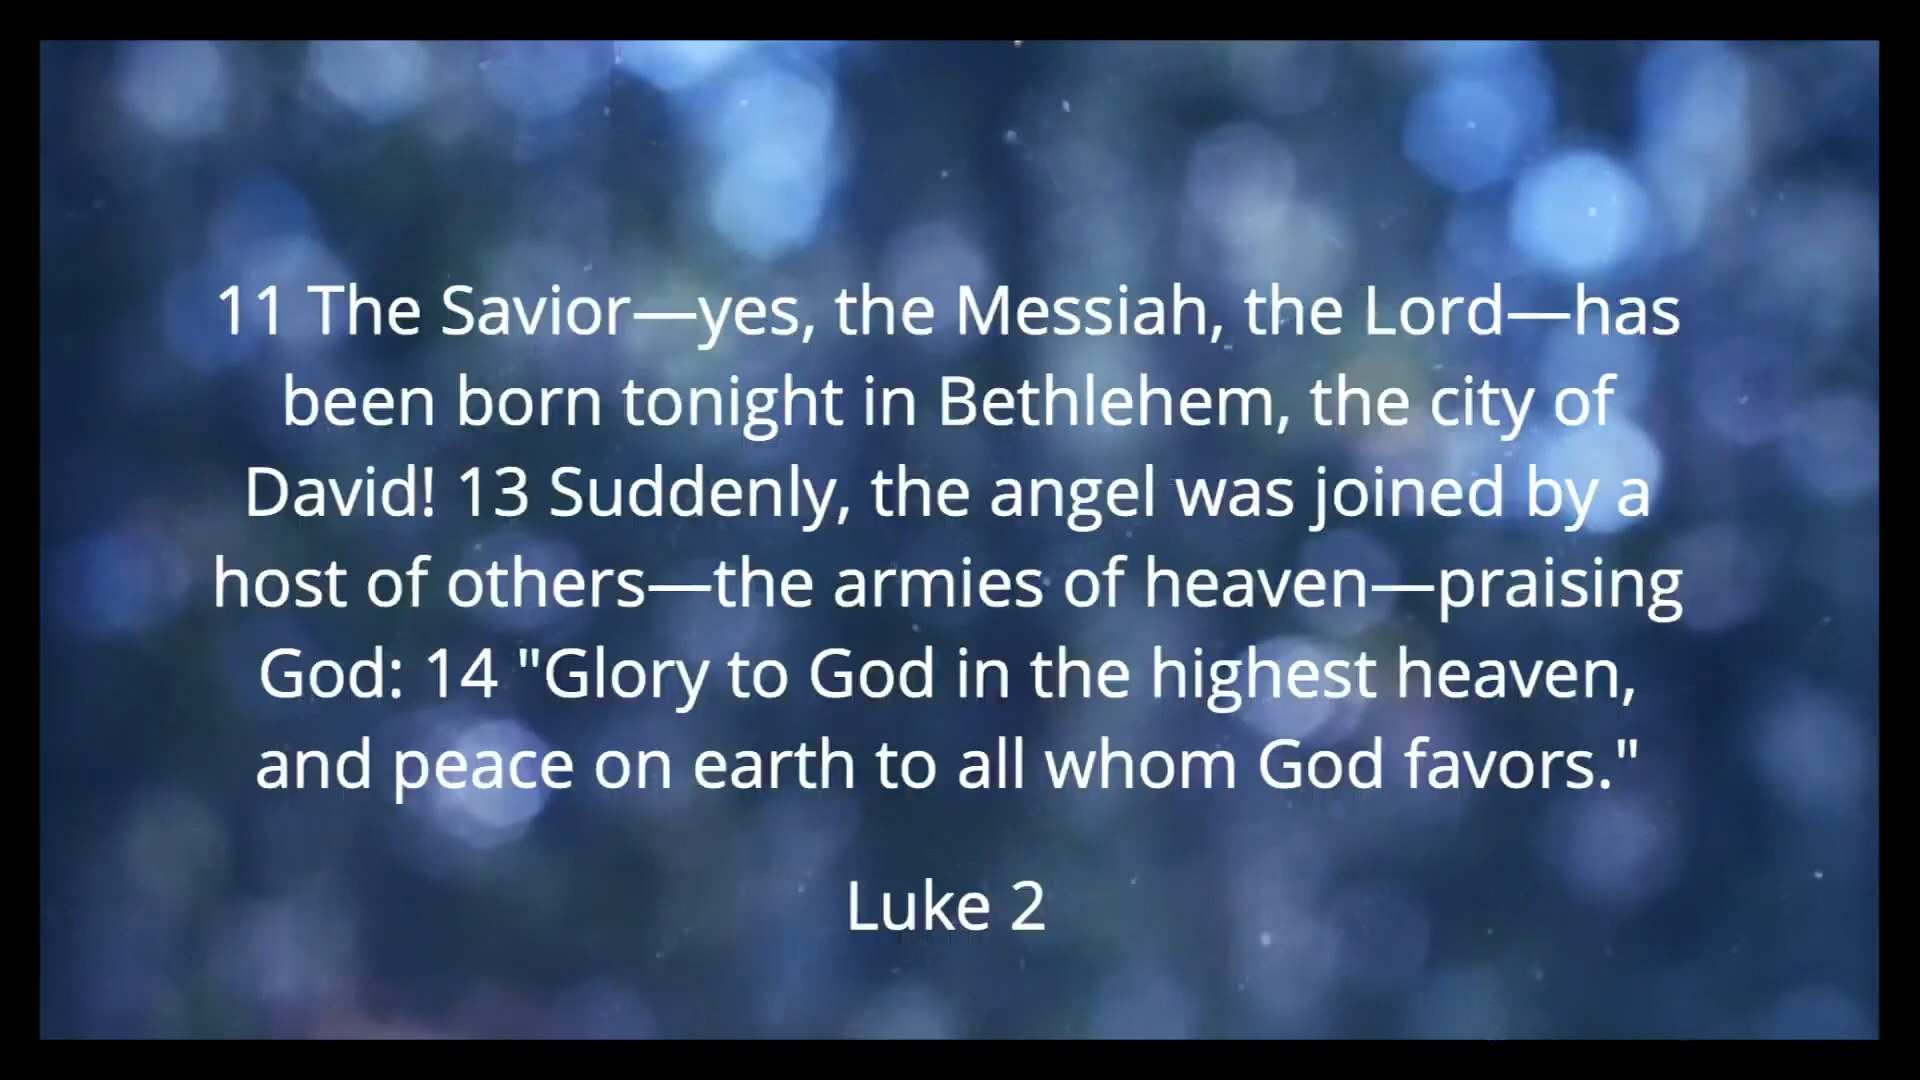 11 The Savior—yes, the Messiah, the Lord—has
been born tonight in Bethlehem, the city of
David! 13 Suddenly, the angel was joined by a
host of others—the armies of heaven—praising
God: 14 "Glory to God in the highest heaven,
and peace on earth to all whom God favors."
Luke 2